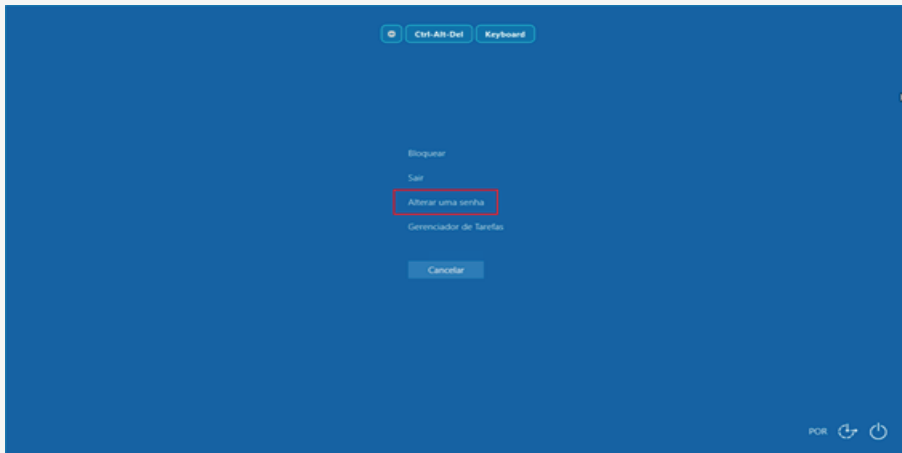 Ctrl-Alt-Del Keyboard
Bloquear
Sair
Alterar uma senha
Gerenciador de Tarefas
Cancelar
POR